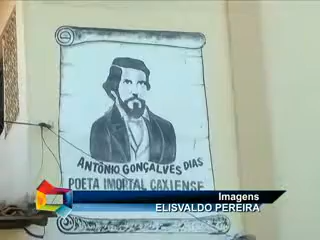 ANTÔNIO GONÇALVES DIAS
POETA IMORTAL CAXIENSE
Imagens
ELISVALDO PEREIRA